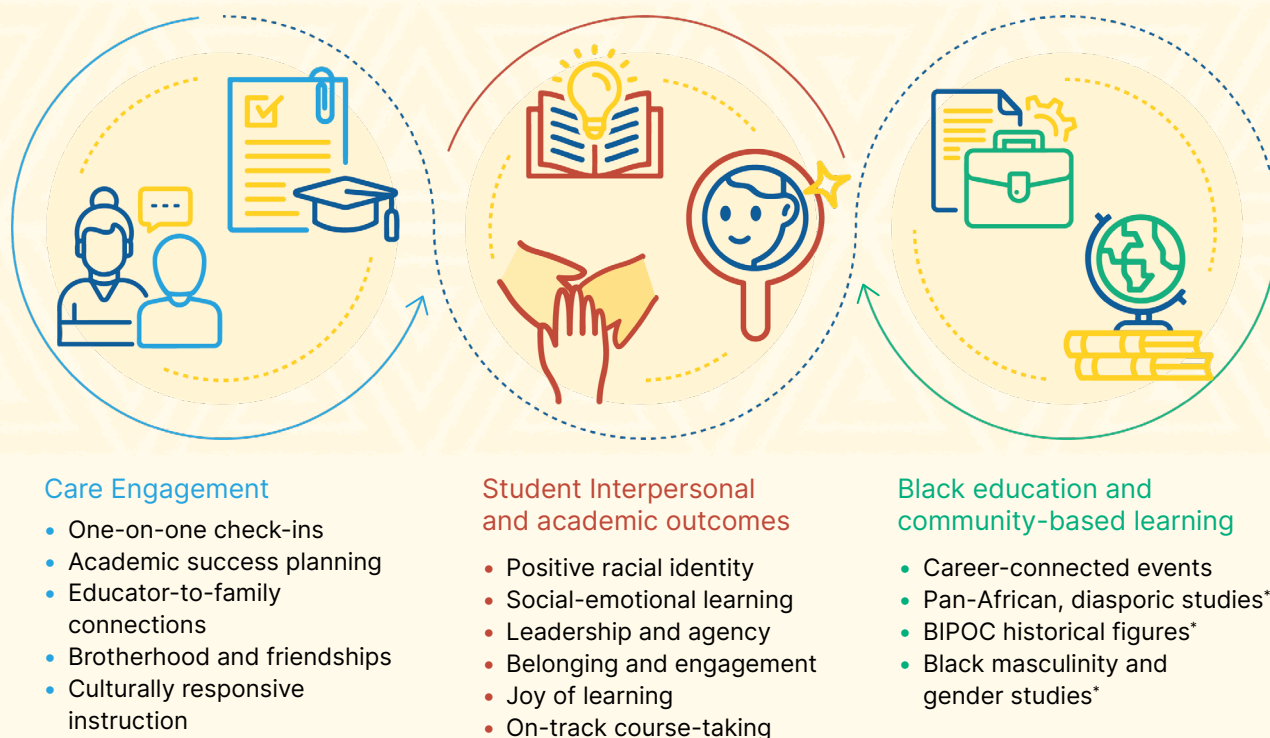 Care Engagement
• One-on-one check-ins
• Academic success planning
• Educator-to-family
connections
• Brotherhood and friendships
• Culturally responsive
instruction
Student Interpersonal
and academic outcomes
• Positive racial identity
• Social-emotional learning
• Leadership and agency
• Belonging and engagement
• Joy of learning
• On-track course-taking
Black education and
community-based learning
• Career-connected events
• Pan-African, diasporic studies*
• BIPOC historical figures*
• Black masculinity and
gender studies*